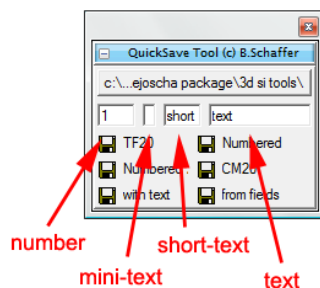 QuickSave Tool (c) B.Schaffer
c:\...ejoscha package\3d si tools\
1 short text
TF20 Numbered
Numbered CM20
with text from fields
number
short-text
mini-text
text